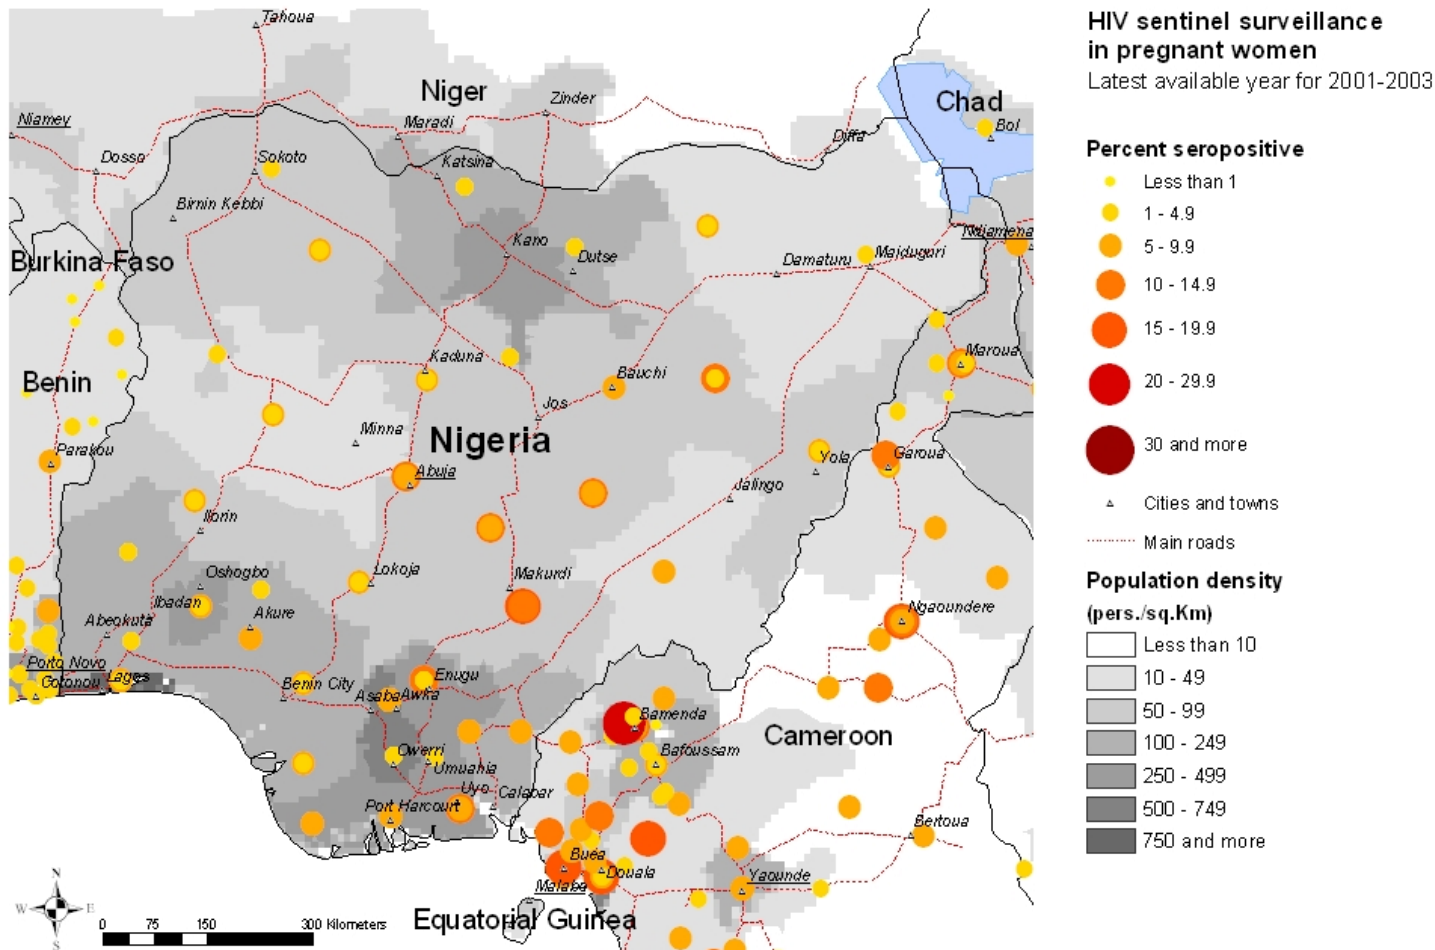 HIV sentinel surveillance
in pregnant women
Latest available year for 2001-2003
Percent seropositive
Less than 1
1 - 4.9
5 - 9.9
10 - 14.9
15 - 19.9
20 - 29.9
30 and more
Cities and towns
Main roads
Population density
(pers./sq.Km)
Less than 10
10 - 49
50 - 99
100 - 249
250 - 499
500 - 749
750 and more
Tahoua
Niger
Zinder
Chad
Bol
Niamey
Maradi
Diffa
Dosso
Sokoto
Katsina
Birnin Kebbi
Ndjamena
Kano
Burkina Faso
Dutse
Damaturu
Maiduguri
Maroua
Kaduna
Benin
Bauchi
Jos
Minna
Nigeria
Parakou
Abuja
Yola
Garoua
Jalingo
Ilorin
Oshogbo
Lokoja
Makurdi
Ibadan
Akure
Ngaoundere
Abeokuta
Porto Novo
Lagos
Cotonou
Benin City
Enugu
Asaba
Awka
Bamenda
Cameroon
Owerri
Bafoussam
Umuahia
Uyo
Calabar
Port Harcourt
Bertoua
Buea
Douala
Malabo
Yaounde
Equatorial Guinea
N
W
E
S
0 75 150 300 Kilometers